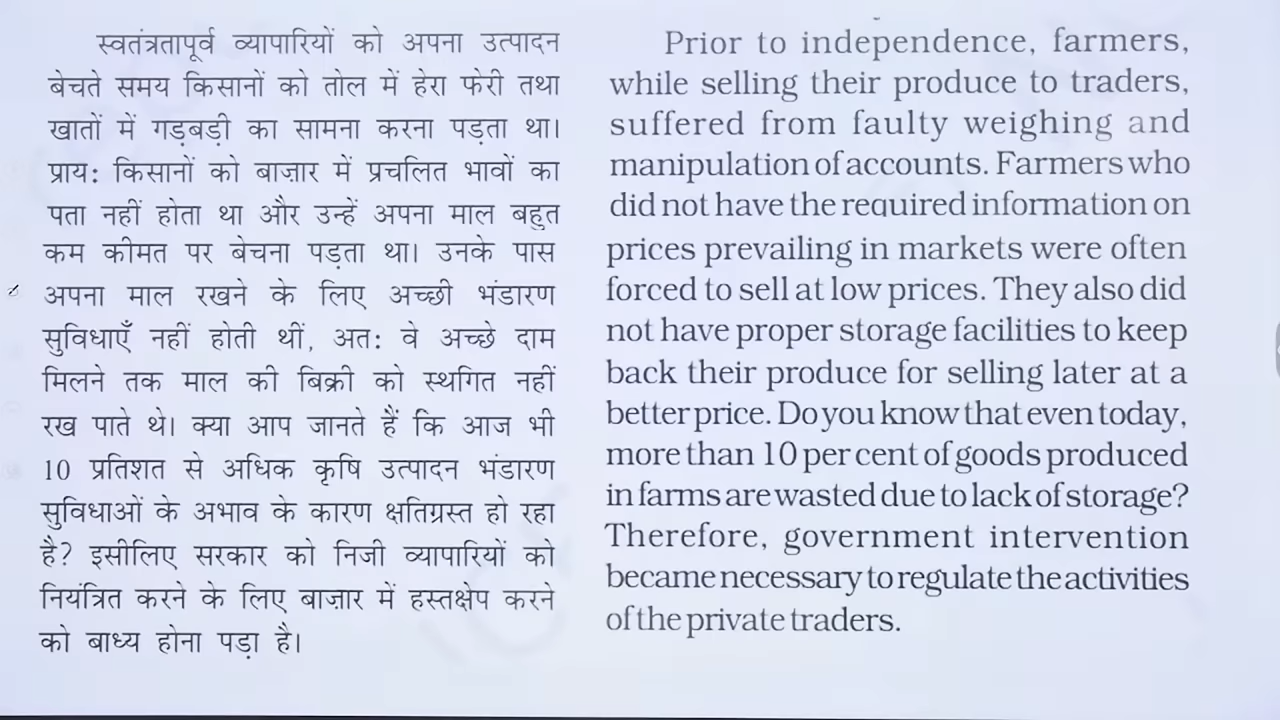 स्वतंत्रतापूर्व व्यापारियों को अपना उत्पादन
बेचते समय किसानों को तोल में हेरा फेरी तथा
खातों में गड़बड़ी का सामना करना पड़ता था।
प्राय: किसानों को बाज़ार में प्रचलित भावों का
पता नहीं होता था और उन्हें अपना माल बहुत
कम कीमत पर बेचना पड़ता था। उनके पास
अपना माल रखने के लिए अच्छी भंडारण
सुविधाएँ नहीं होती थीं, अत: वे अच्छे दाम
मिलने तक माल की बिक्री को स्थगित नहीं
रख पाते थे। क्या आप जानते हैं कि आज भी
10 प्रतिशत से अधिक कृषि उत्पादन भंडारण
सुविधाओं के अभाव के कारण क्षतिग्रस्त हो रहा
है? इसीलिए सरकार को निजी व्यापारियों को
नियंत्रित करने के लिए बाज़ार में हस्तक्षेप करने
को बाध्य होना पड़ा है।
Prior to independence, farmers,
while selling their produce to traders,
suffered from faulty weighing and
manipulation of accounts. Farmers who
did not have the required information on
prices prevailing in markets were often
forced to sell at low prices. They also did
not have proper storage facilities to keep
back their produce for selling later at a
better price. Do you know that even today,
more than 10 per cent of goods produced
in farms are wasted due to lack of storage?
Therefore, government intervention
became necessary to regulate the activities
of the private traders.